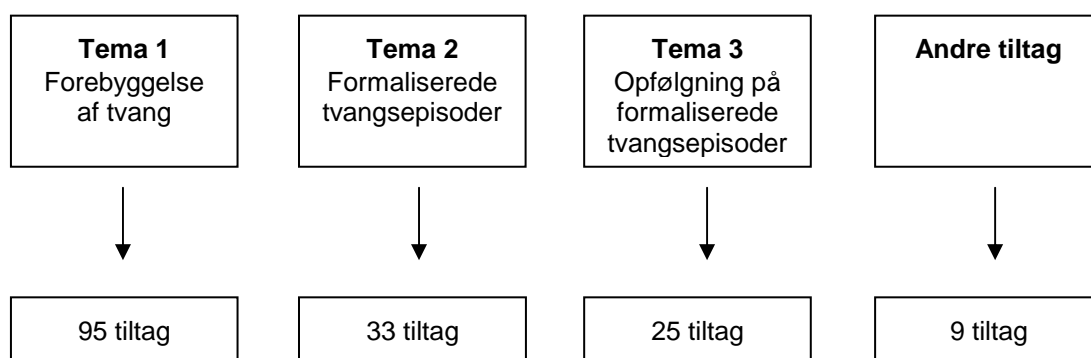 Tema 1
Forebyggelse
af tvang
Tema 2
Formaliserede
tvangsepisoder
Tema 3
Opfølgning på
formaliserede
tvangsepisoder
Andre tiltag
95 tiltag
33 tiltag
25 tiltag
9 tiltag